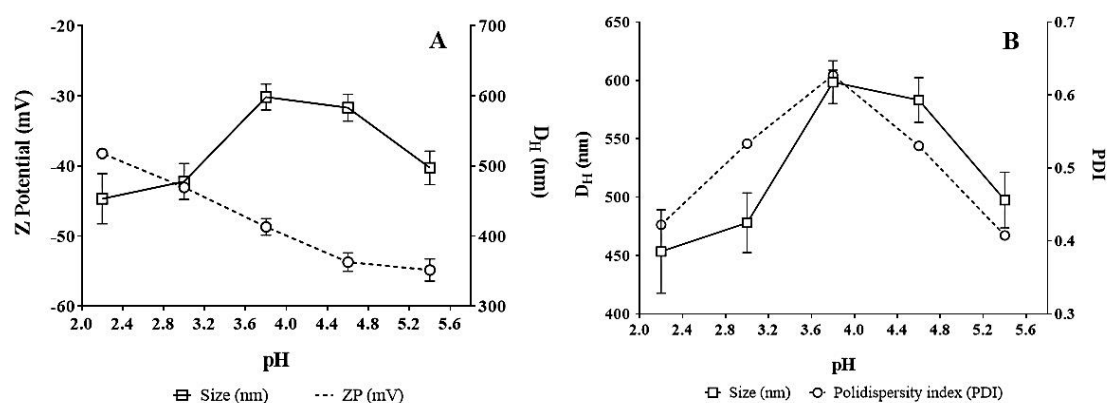 A
Z Potential (mV)
-20
-30
-40
-50
-60
700
600
500
400
300
D_H (nm)
2.0 2.4 2.8 3.2 3.6 4.0 4.4 4.8 5.2 5.6
pH
Size (nm) ZP (mV)
B
D_H (nm)
650
600
550
500
450
400
0.7
0.6
0.5
0.4
0.3
PDI
2.0 2.4 2.8 3.2 3.6 4.0 4.4 4.8 5.2 5.6
pH
Size (nm) Polidispersity index (PDI)